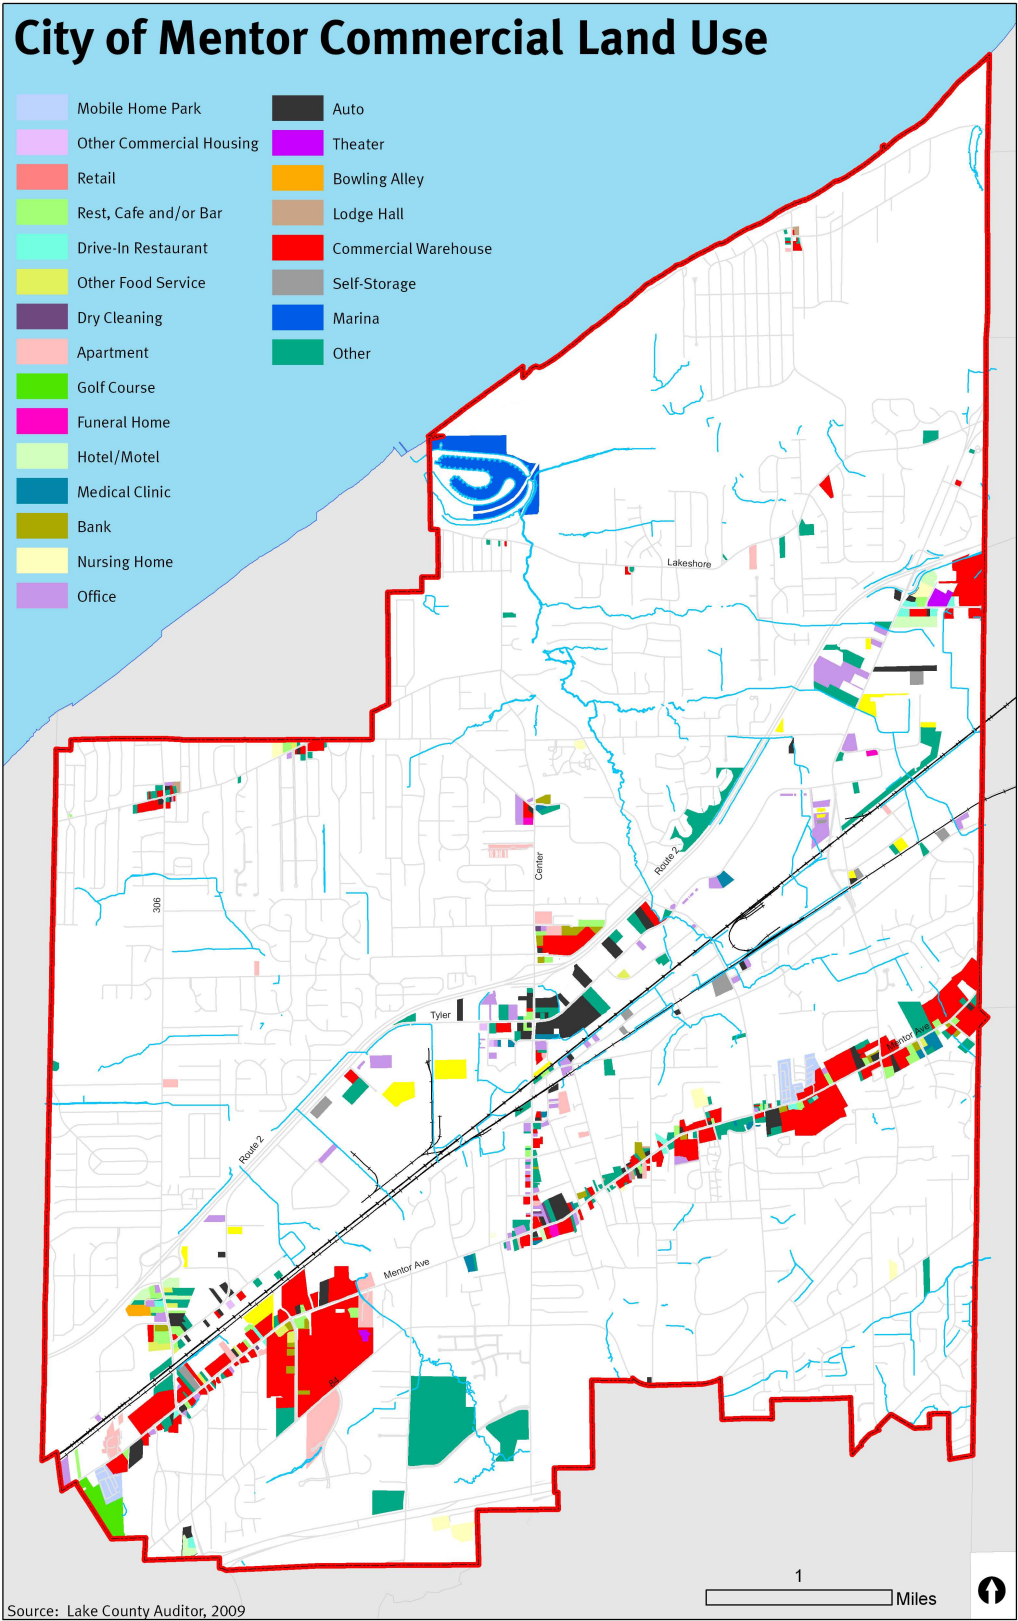 City of Mentor Commercial Land Use
Mobile Home Park
Other Commercial Housing
Retail
Rest, Cafe and/or Bar
Drive-In Restaurant
Other Food Service
Dry Cleaning
Apartment
Golf Course
Funeral Home
Hotel/Motel
Medical Clinic
Bank
Nursing Home
Office
Auto
Theater
Bowling Alley
Lodge Hall
Commercial Warehouse
Self-Storage
Marina
Other
Lakeshore
Center
Route 2
306
Tyler
Mentor Ave
Route 2
Mentor Ave
84
1
Miles
Source: Lake County Auditor, 2009